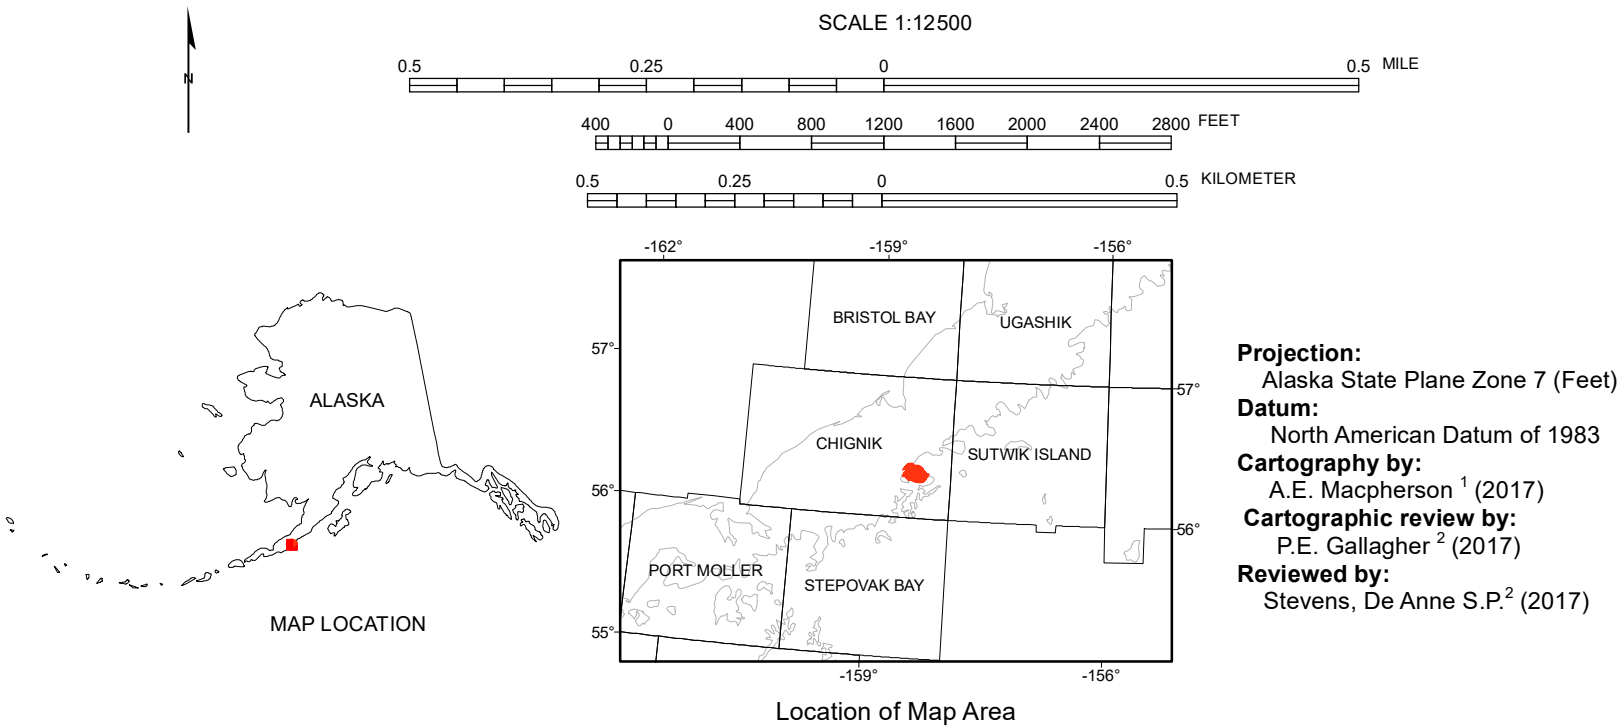 SCALE 1:12500
N
0.5 0.25 0 0.5 MILE
400 0 400 800 1200 1600 2000 2400 2800 FEET
0.5 0.25 0 0.5 KILOMETER
ALASKA
MAP LOCATION
-162° -159° -156°
BRISTOL BAY
UGASHIK
57°
57°
CHIGNIK
SUTWIK ISLAND
56°
56°
PORT MOLLER
STEPOVAK BAY
55°
-159° -156°
Location of Map Area
Projection:
Alaska State Plane Zone 7 (Feet)
Datum:
North American Datum of 1983
Cartography by:
A.E. Macpherson 1 (2017)
Cartographic review by:
P.E. Gallagher 2 (2017)
Reviewed by:
Stevens, De Anne S.P.2 (2017)